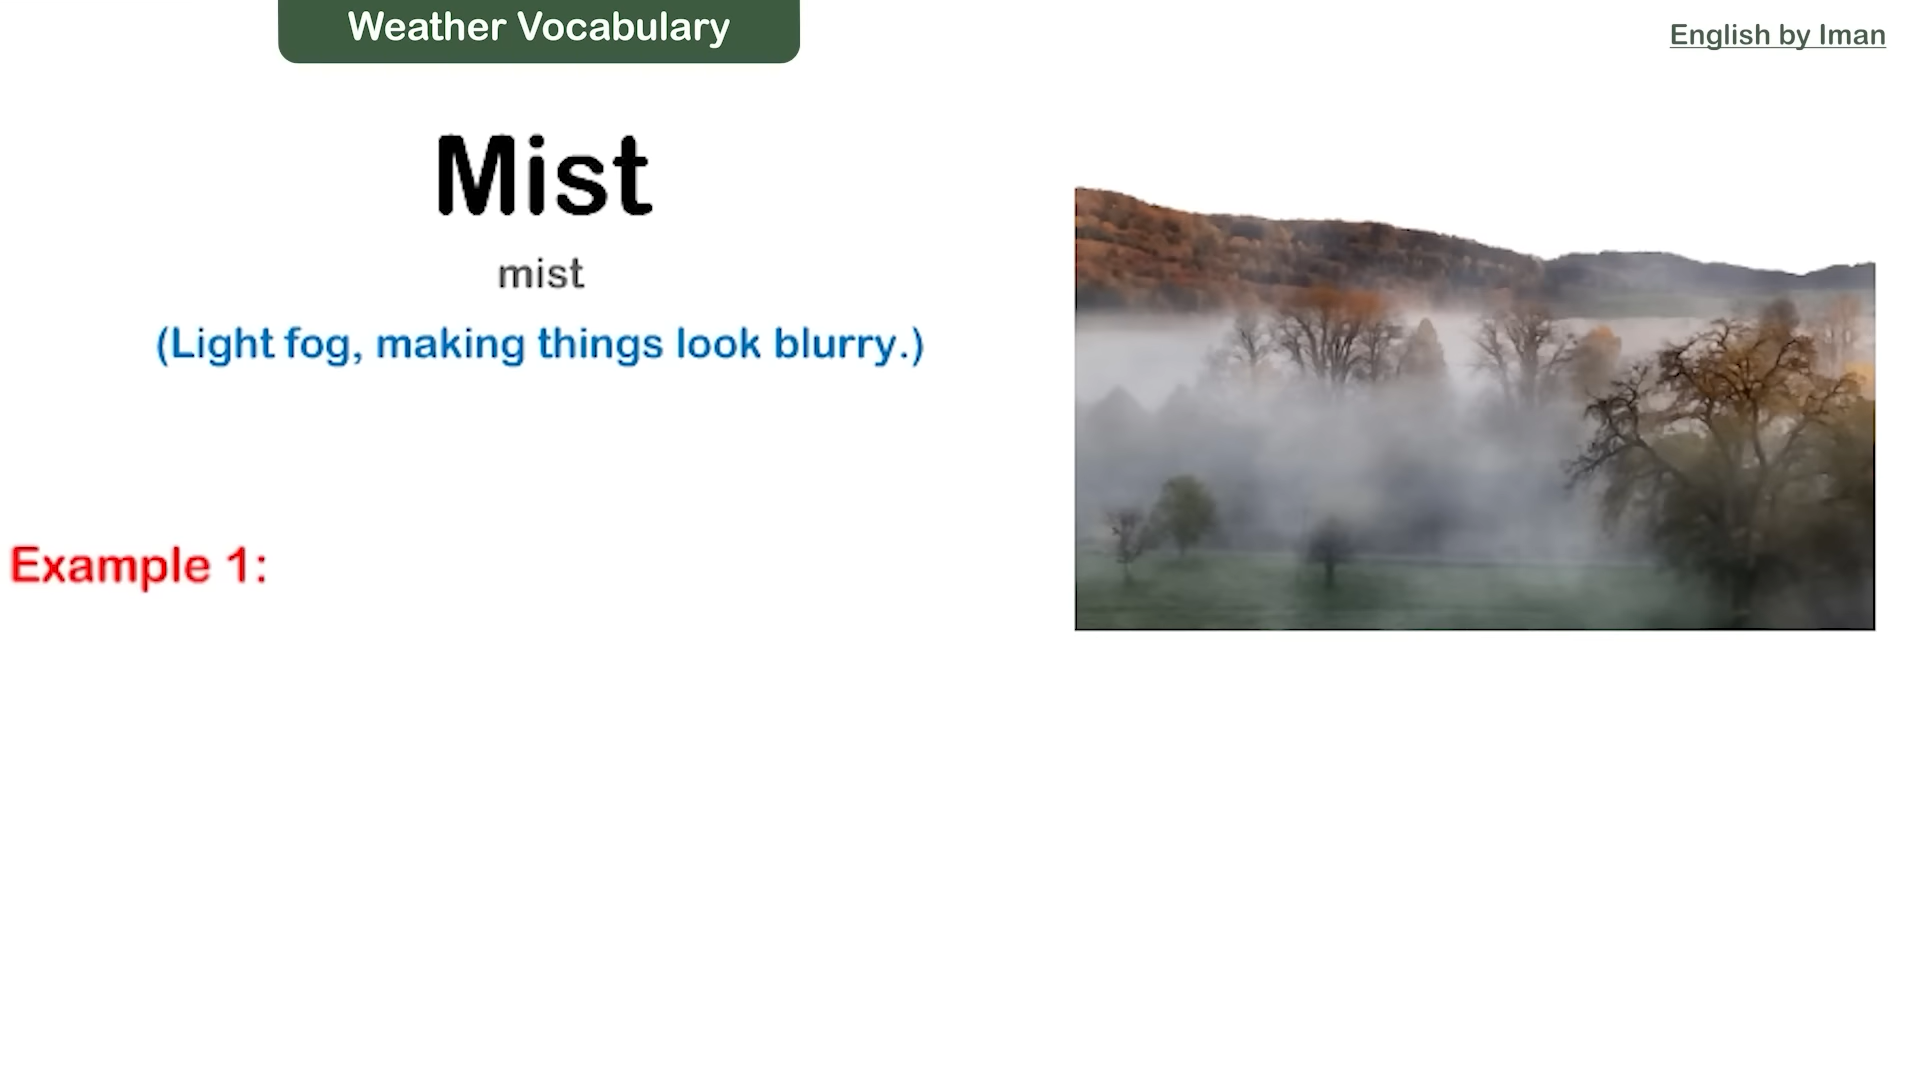 Weather Vocabulary
English by Iman
Mist
mist
(Light fog, making things look blurry.)
Example 1: